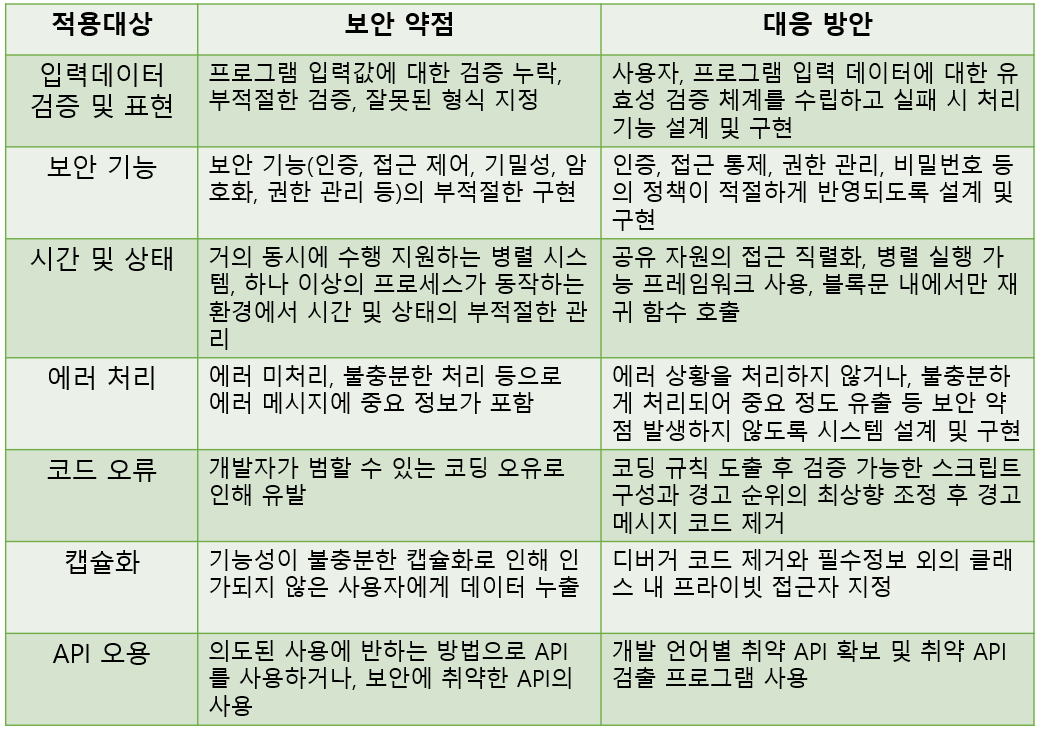 적용대상
보안 약점
대응 방안
입력데이터
검증 및 표현
프로그램 입력값에 대한 검증 누락,
부적절한 검증, 잘못된 형식 지정
사용자, 프로그램 입력 데이터에 대한 유
효성 검증 체계를 수립하고 실패 시 처리
기능 설계 및 구현
보안 기능
보안 기능(인증, 접근 제어, 기밀성, 암
호화, 권한 관리 등)의 부적절한 구현
인증, 접근 통제, 권한 관리, 비밀번호 등
의 정책이 적절하게 반영되도록 설계 및
구현
시간 및 상태
거의 동시에 수행 지원하는 병렬 시스
템, 하나 이상의 프로세스가 동작하는
환경에서 시간 및 상태의 부적절한 관
리
공유 자원의 접근 직렬화, 병렬 실행 가
능 프레임워크 사용, 블록문 내에서만 재
귀 함수 호출
에러 처리
에러 미처리, 불충분한 처리 등으로
에러 메시지에 중요 정보가 포함
에러 상황을 처리하지 않거나, 불충분하
게 처리되어 중요 정도 유출 등 보안 약
점 발생하지 않도록 시스템 설계 및 구현
코드 오류
개발자가 범할 수 있는 코딩 오유로
인해 유발
코딩 규칙 도출 후 검증 가능한 스크립트
구성과 경고 순위의 최상향 조정 후 경고
메시지 코드 제거
캡슐화
기능성이 불충분한 캡슐화로 인해 인
가되지 않은 사용자에게 데이터 누출
디버거 코드 제거와 필수정보 외의 클래
스 내 프라이빗 접근자 지정
API 오용
의도된 사용에 반하는 방법으로 API
를 사용하거나, 보안에 취약한 API의
사용
개발 언어별 취약 API 확보 및 취약 API
검출 프로그램 사용